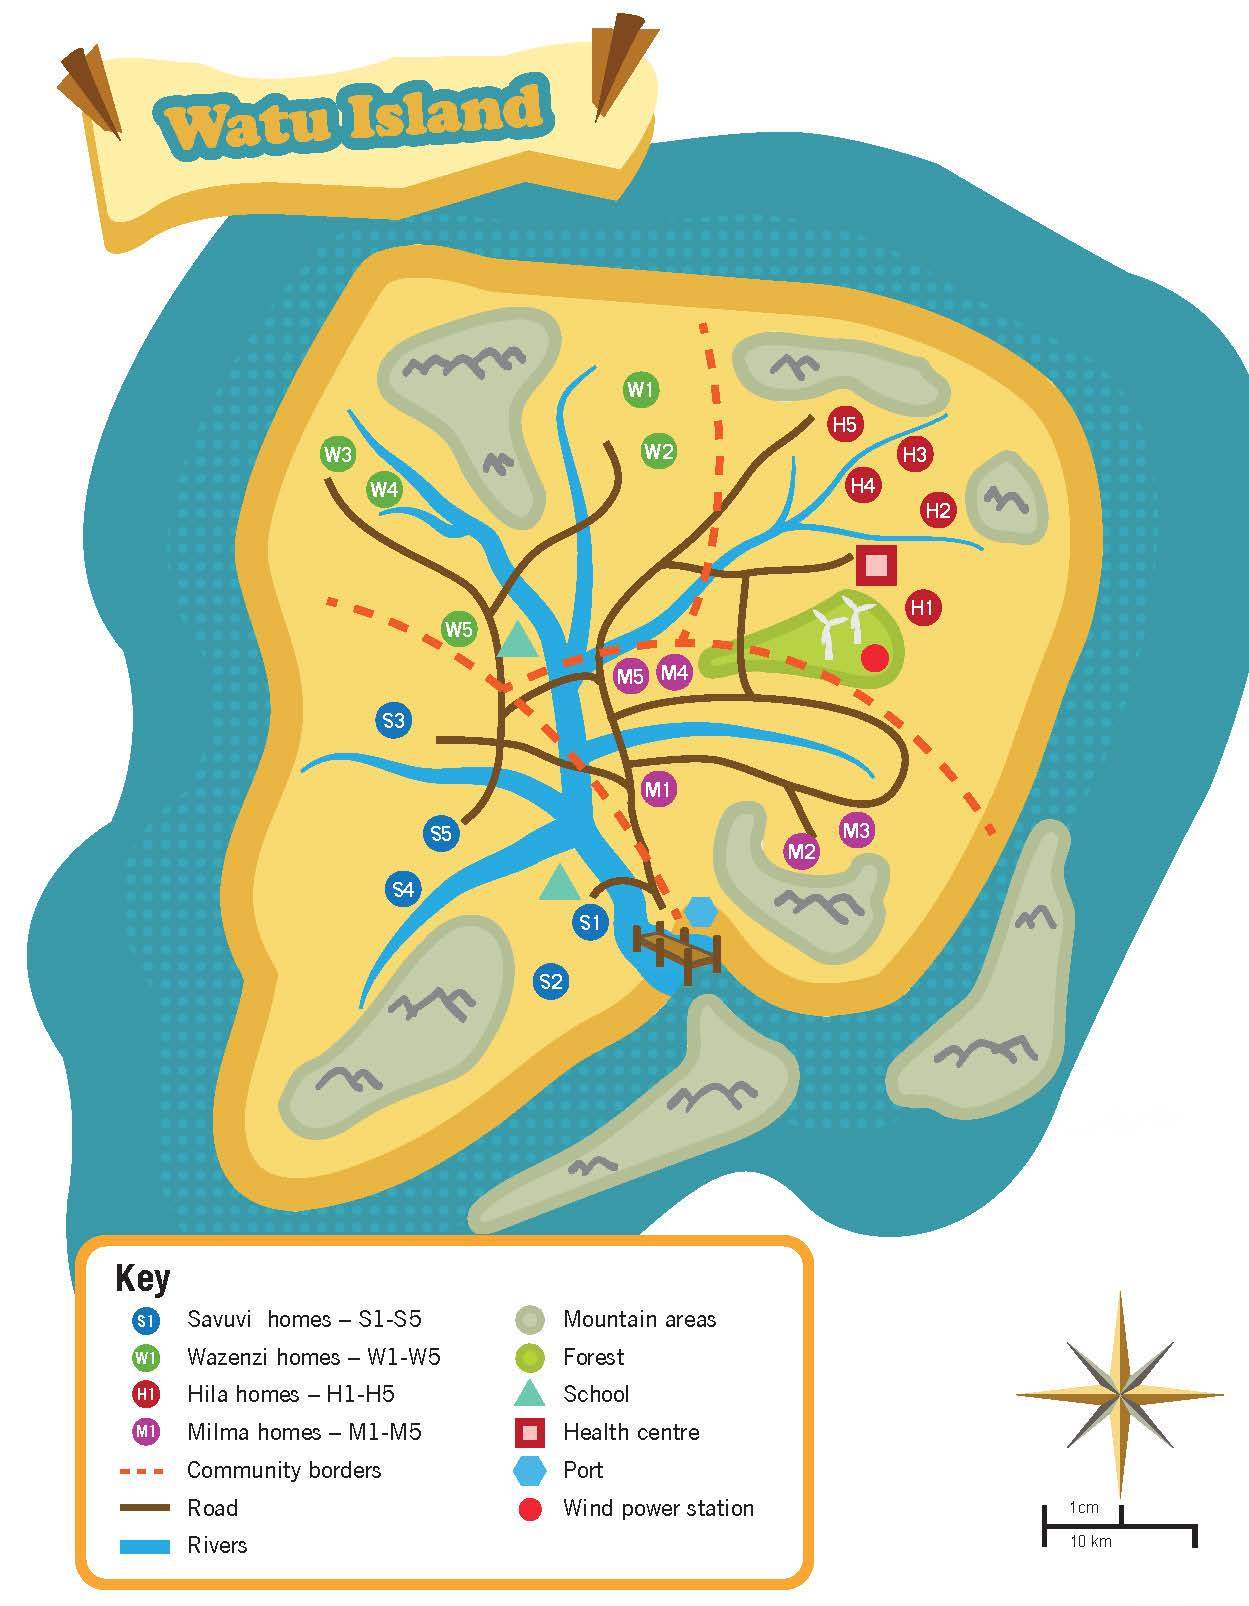 Watu Island
W1
H5
W3
W2
H3
W4
H4
H2
H1
W5
M5
M4
S3
M1
S5
M3
M2
S4
S1
S2
Key
S1 Savuvi homes – S1-S5
W1 Wazenzi homes – W1-W5
H1 Hila homes – H1-H5
M1 Milma homes – M1-M5
Community borders
Road
Rivers
Mountain areas
Forest
School
Health centre
Port
Wind power station
1cm
10 km